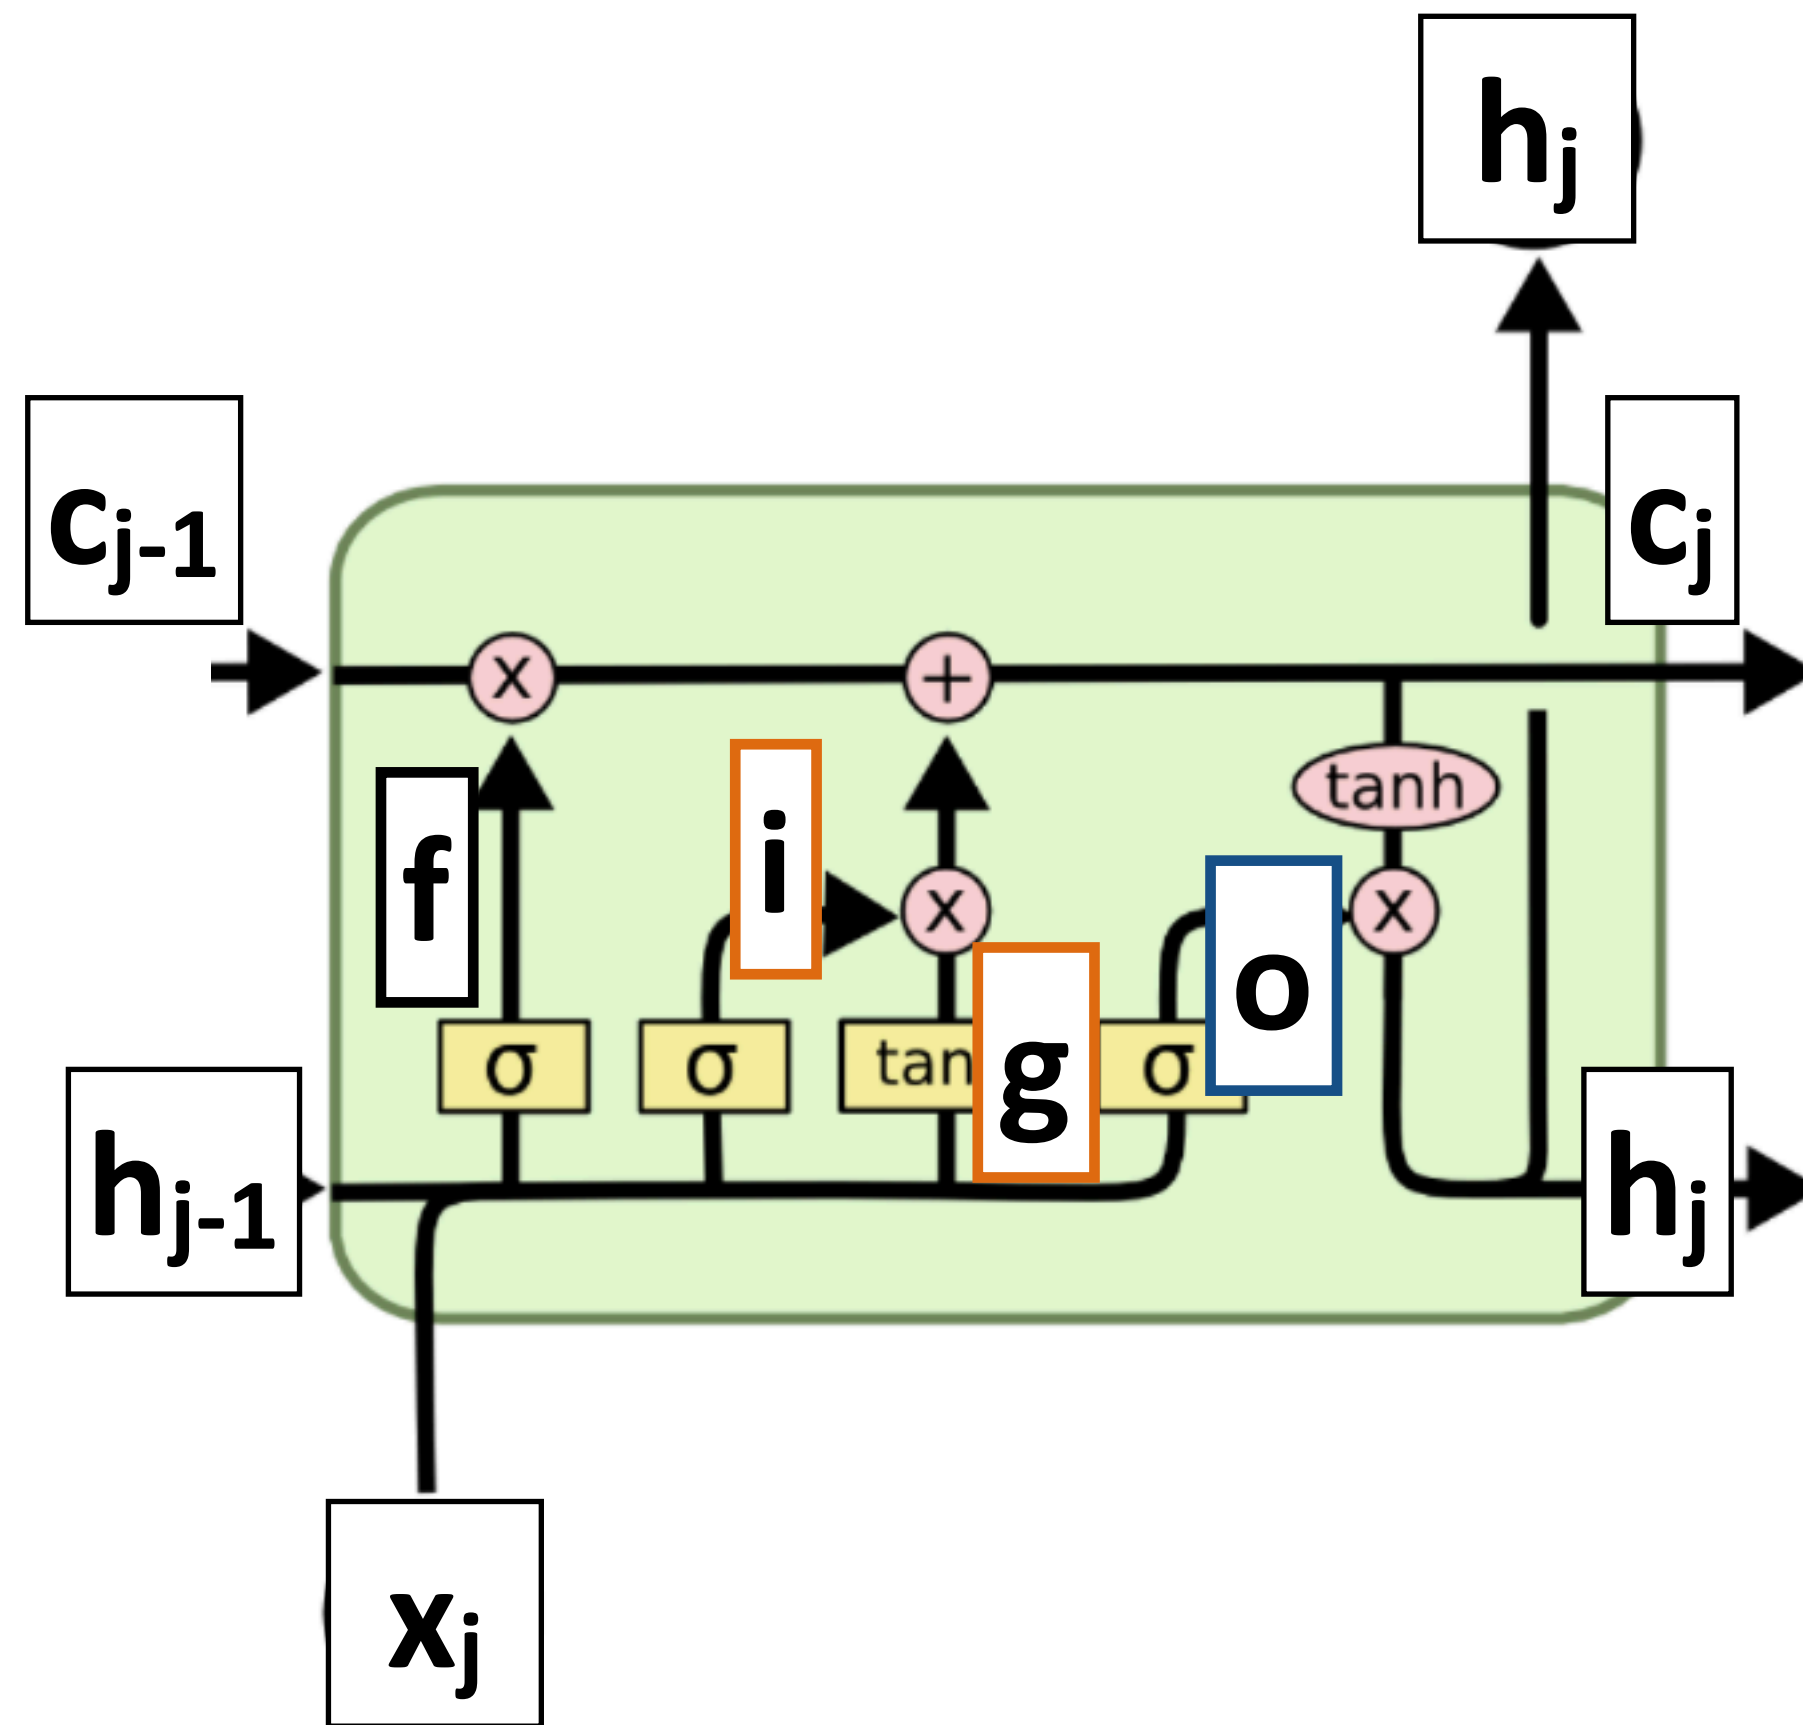 hj
cj-1
cj
x
+
tanh
f
i
x
x
o
σ
σ
tan
g
σ
hj-1
hj
xj